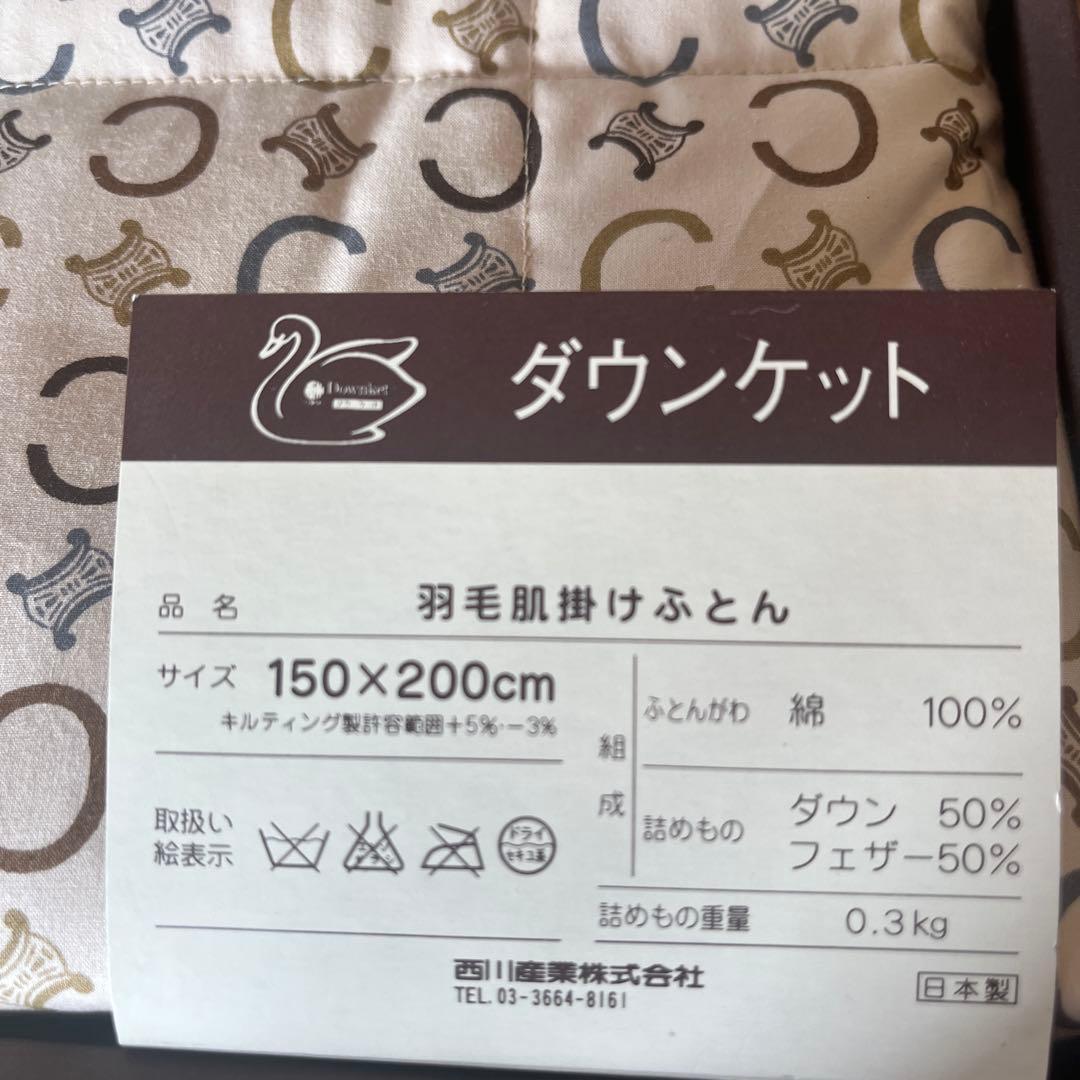 Downket
ダウンケット
品名 羽毛肌掛けふとん
サイズ 150×200cm
キルティング製許容範囲+5%·-3%
取扱い
絵表示
ドライ
セキユ系
組成
ふとんがわ 綿 100%
詰めもの ダウン 50%
フェザー50%
詰めもの重量 0.3kg
西川産業株式会社
TEL. 03-3664-8161
日本製